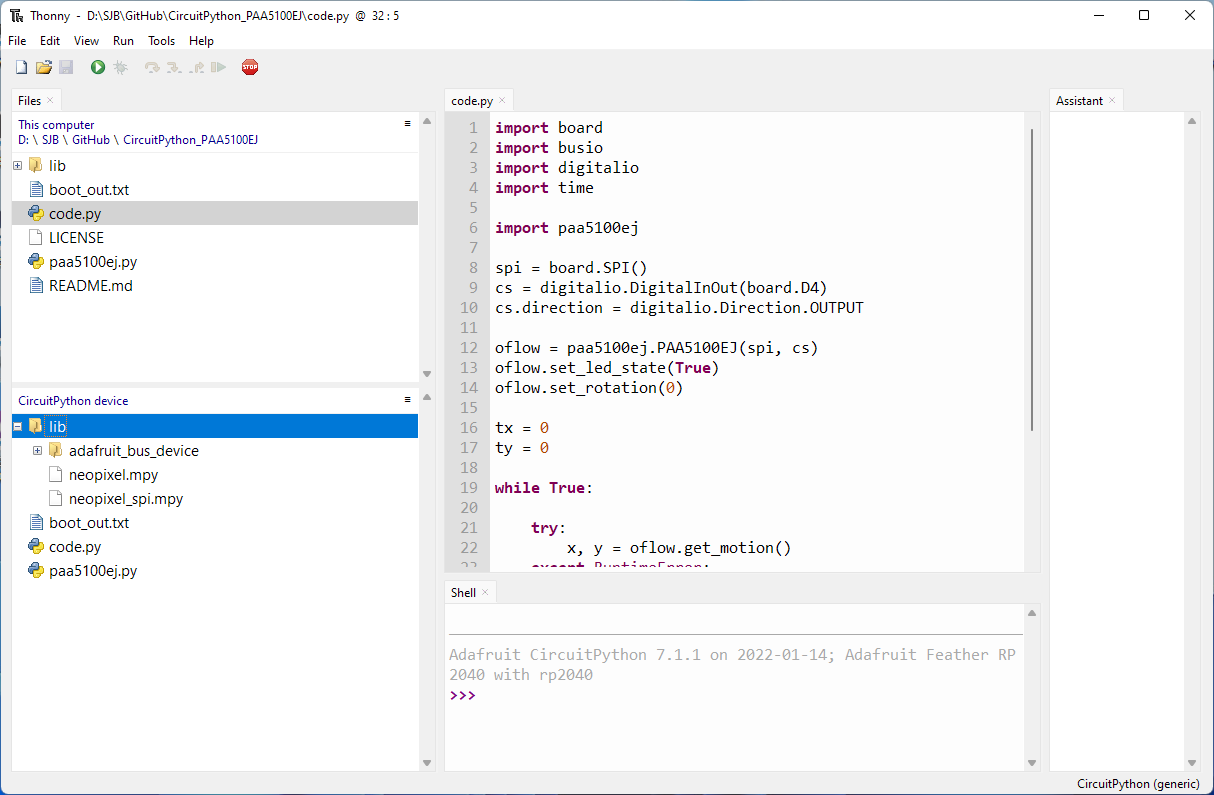 Thonny - D:\SJB\GitHub\CircuitPython_PAA5100EJ\code.py @ 32 : 5
File Edit View Run Tools Help
STOP
Files
This computer
D: \ SJB \ GitHub \ CircuitPython_PAA5100EJ
lib
boot_out.txt
code.py
LICENSE
paa5100ej.py
README.md
CircuitPython device
lib
adafruit_bus_device
neopixel.mpy
neopixel_spi.mpy
boot_out.txt
code.py
paa5100ej.py
code.py
1 import board
2 import busio
3 import digitalio
4 import time
5
6 import paa5100ej
7
8 spi = board.SPI()
9 cs = digitalio.DigitalInOut(board.D4)
10 cs.direction = digitalio.Direction.OUTPUT
11
12 oflow = paa5100ej.PAA5100EJ(spi, cs)
13 oflow.set_led_state(True)
14 oflow.set_rotation(0)
15
16 tx = 0
17 ty = 0
18
19 while True:
20
21 try:
22 x, y = oflow.get_motion()
23 except RuntimeError:
Shell
Adafruit CircuitPython 7.1.1 on 2022-01-14; Adafruit Feather RP
2040 with rp2040
>>>
Assistant
CircuitPython (generic)